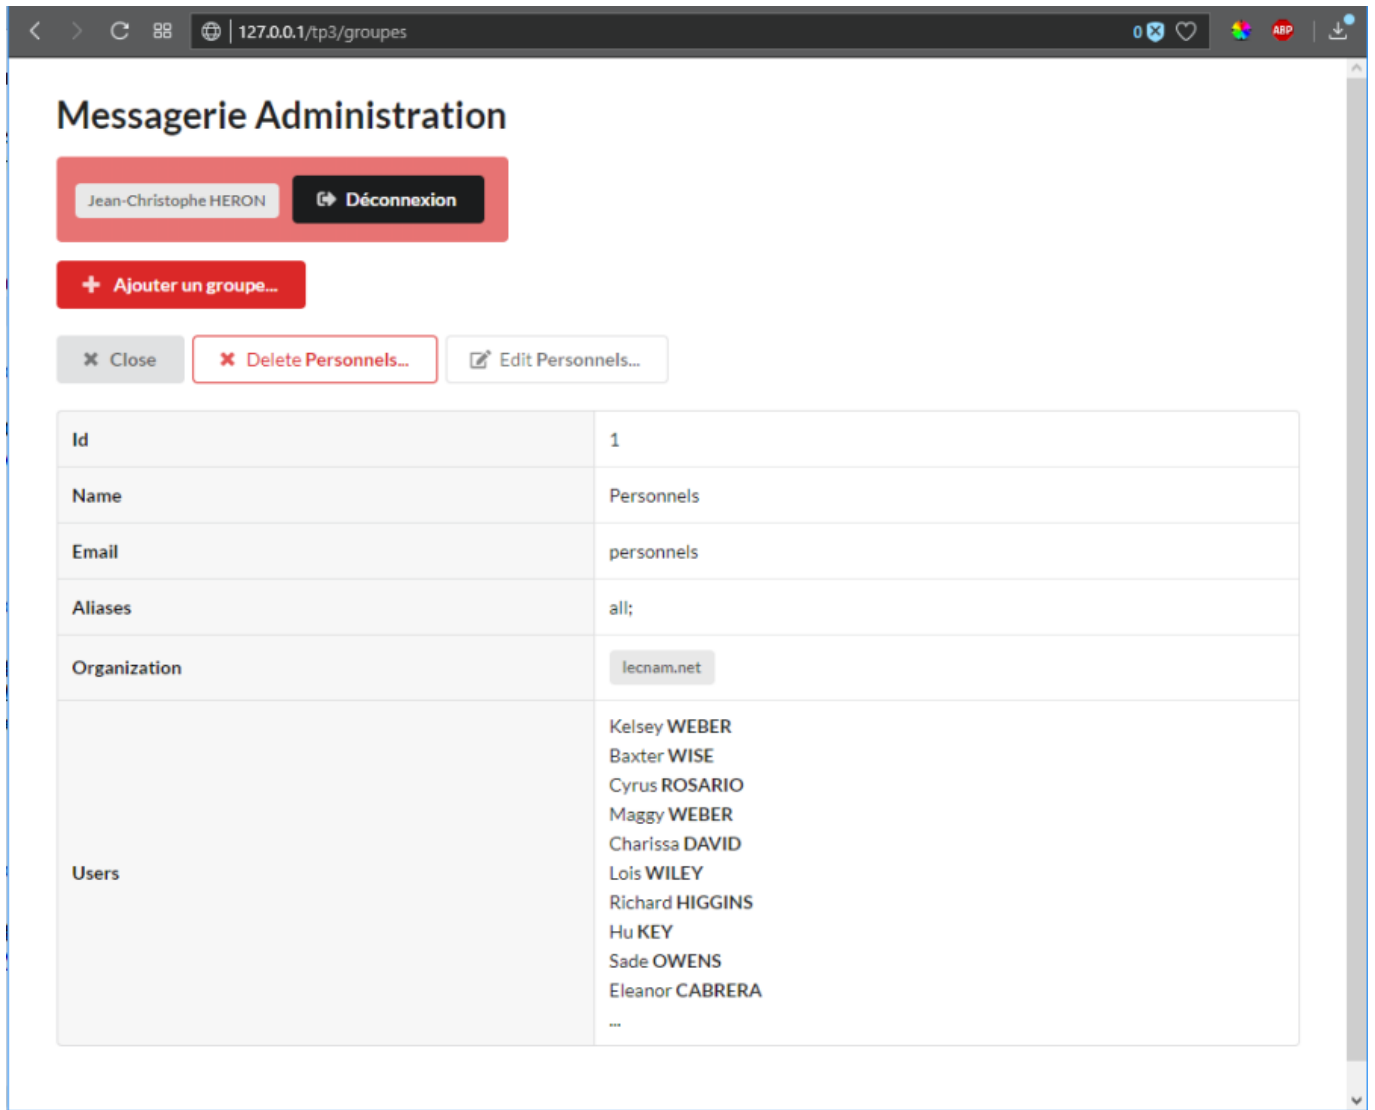 127.0.0.1/tp3/groupes 0 ABP
Messagerie Administration
Jean-Christophe HERON Déconnexion
Ajouter un groupe...
Close Delete Personnels... Edit Personnels...
Id 1
Name Personnels
Email personnels
Aliases all;
Organization lecnam.net
Kelsey WEBER
Baxter WISE
Cyrus ROSARIO
Maggy WEBER
Charissa DAVID
Users Lois WILEY
Richard HIGGINS
Hu KEY
Sade OWENS
Eleanor CABRERA
...